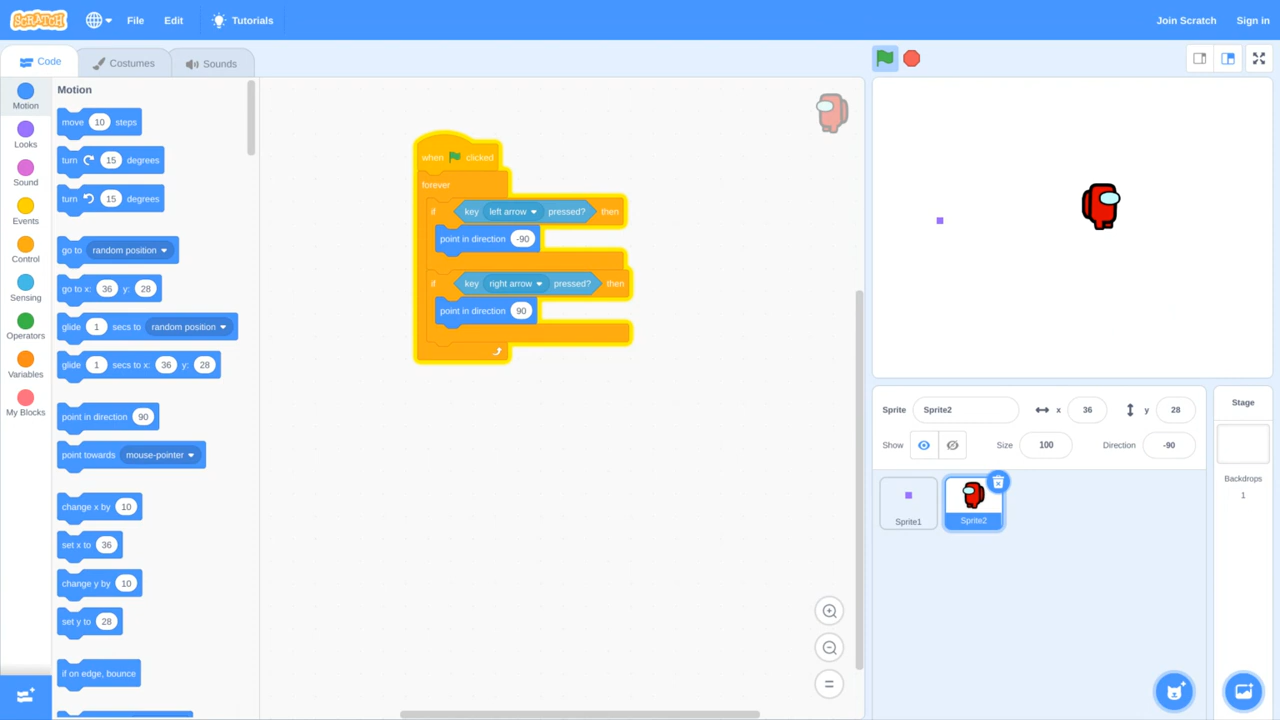 SCRATCH
File
Edit
Tutorials
Join Scratch
Sign in
Code
Costumes
Sounds
Motion
Looks
Sound
Events
Control
Sensing
Operators
Variables
My Blocks
Motion
move 10 steps
turn 15 degrees
turn 15 degrees
go to random position
go to x: 36 y: 28
glide 1 secs to random position
glide 1 secs to x: 36 y: 28
point in direction 90
point towards mouse-pointer
change x by 10
set x to 36
change y by 10
set y to 28
if on edge, bounce
when clicked
forever
if key left arrow pressed? then
point in direction -90
if key right arrow pressed? then
point in direction 90
Sprite Sprite2 x 36 y 28
Show Size 100 Direction -90
Sprite1
Sprite2
Stage
Backdrops
1